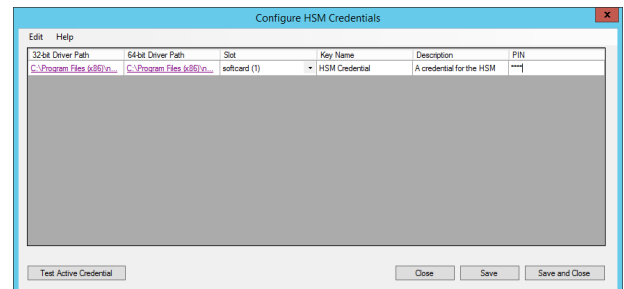 Configure HSM Credentials
x
Edit Help
32-bit Driver Path 64-bit Driver Path Slot Key Name Description PIN
C:\Program Files (x86)\n... C:\Program Files (x86)\n... softcard (1) HSM Credential A credential for the HSM ****
Test Active Credential Close Save Save and Close